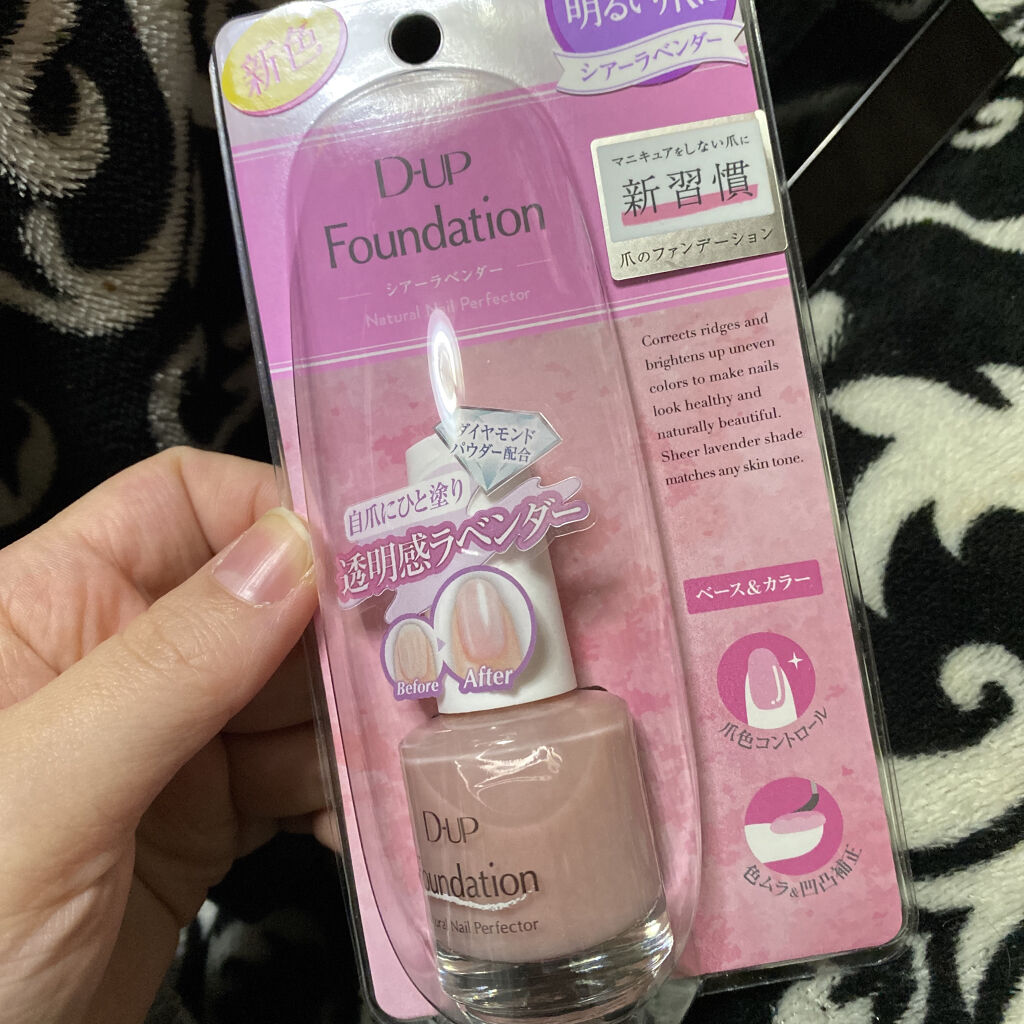 新色
明るい爪に
シアーラベンダー
D-UP
Foundation
シアーラベンダー
Natural Nail Perfector
マニキュアをしない爪に
新習慣
爪のファンデーション
Corrects ridges and
brightens up uneven
colors to make nails
look healthy and
naturally beautiful.
Sheer lavender shade
matches any skin tone.
ダイヤモンド
パウダー配合
自爪にひと塗り
透明感ラベンダー
Before
After
ベース&カラー
爪色コントロール
色ムラ&凹凸補正
D-UP
oundation
ural Nail Perfector